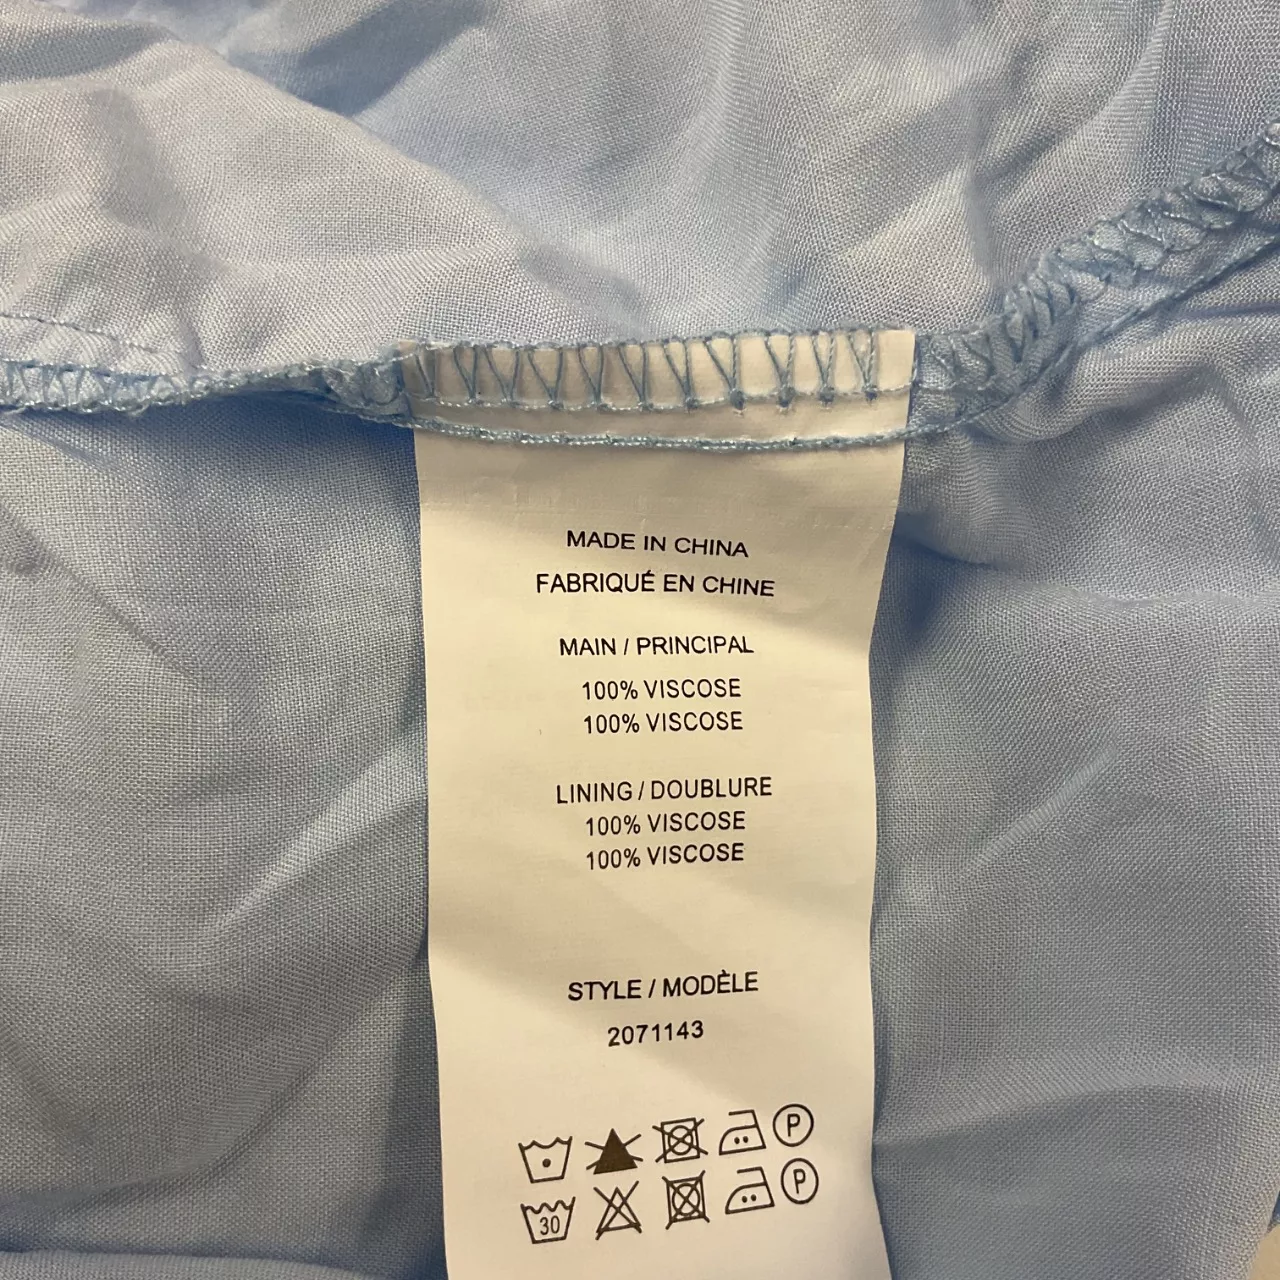 MADE IN CHINA
FABRIQUÉ EN CHINE
MAIN / PRINCIPAL
100% VISCOSE
100% VISCOSE
LINING / DOUBLURE
100% VISCOSE
100% VISCOSE
STYLE / MODÈLE
2071143
P
30 P